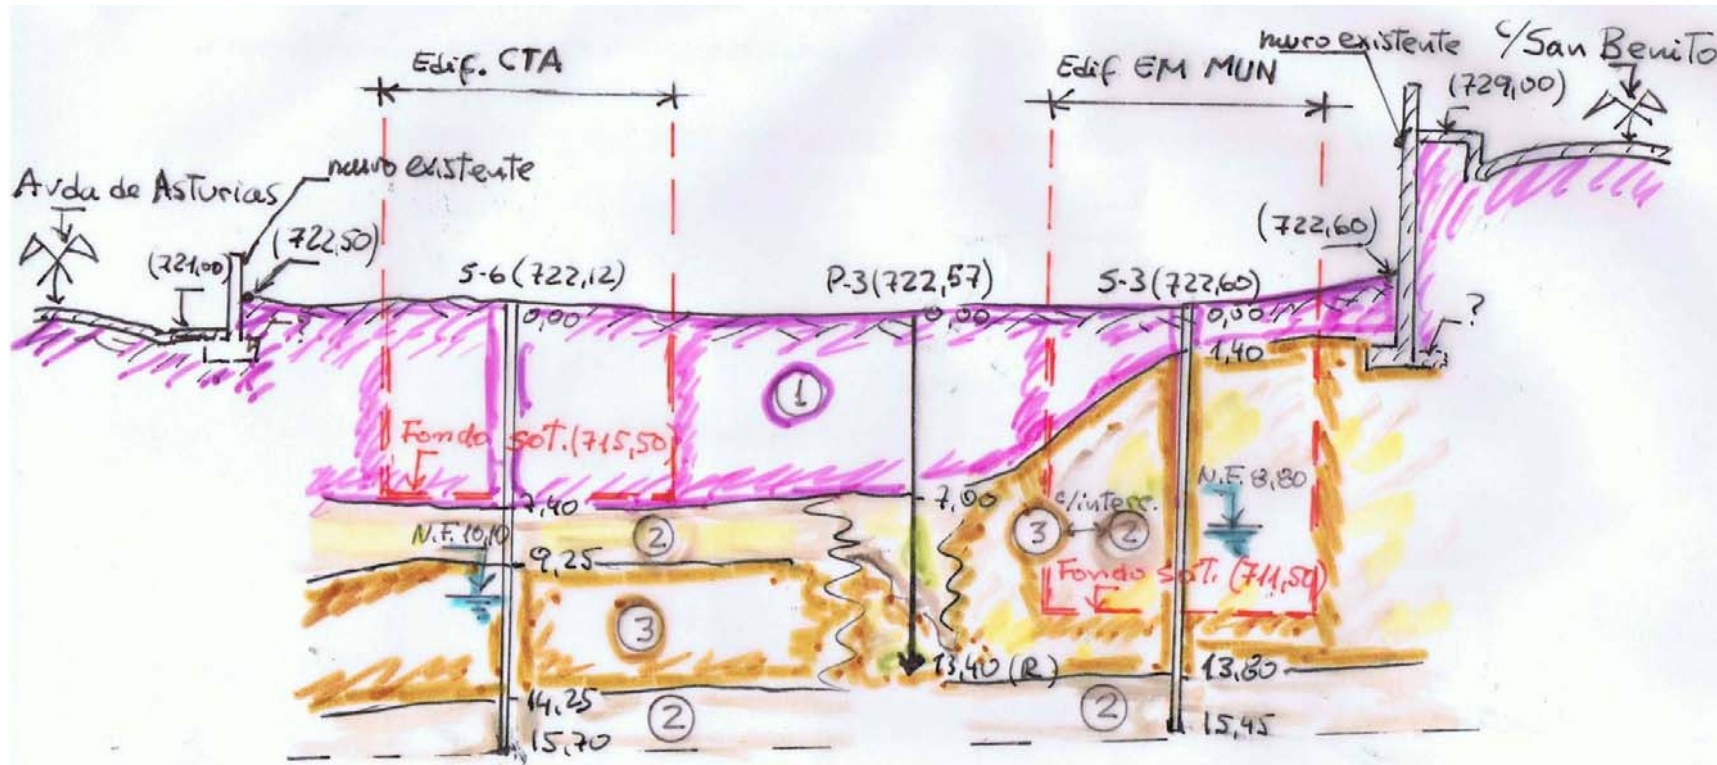 Edif. CTA
muro existente
c/San Benito
(729,00)
Edif EM MUN
muro existente
Avda de Asturias
(722,50)
(721,00)
(722,60)
S-6 (722,12)
P-3 (722,57)
S-3 (722,60)
0,00
0,00
0,00
?
?
1,40
1
Fondo sot. (715,50)
7,40
7,00
c/interc.
N.F. 8,80
N.F. 10,10
2
3
2
9,25
Fondo sot. (711,50)
3
13,40 (R)
13,80
14,25
2
2
15,45
15,70